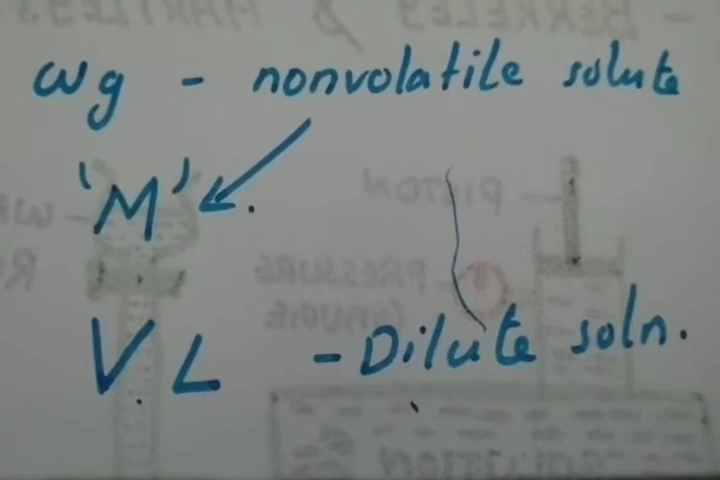 wg - nonvolatile solute
'M'
V L - Dilute soln.